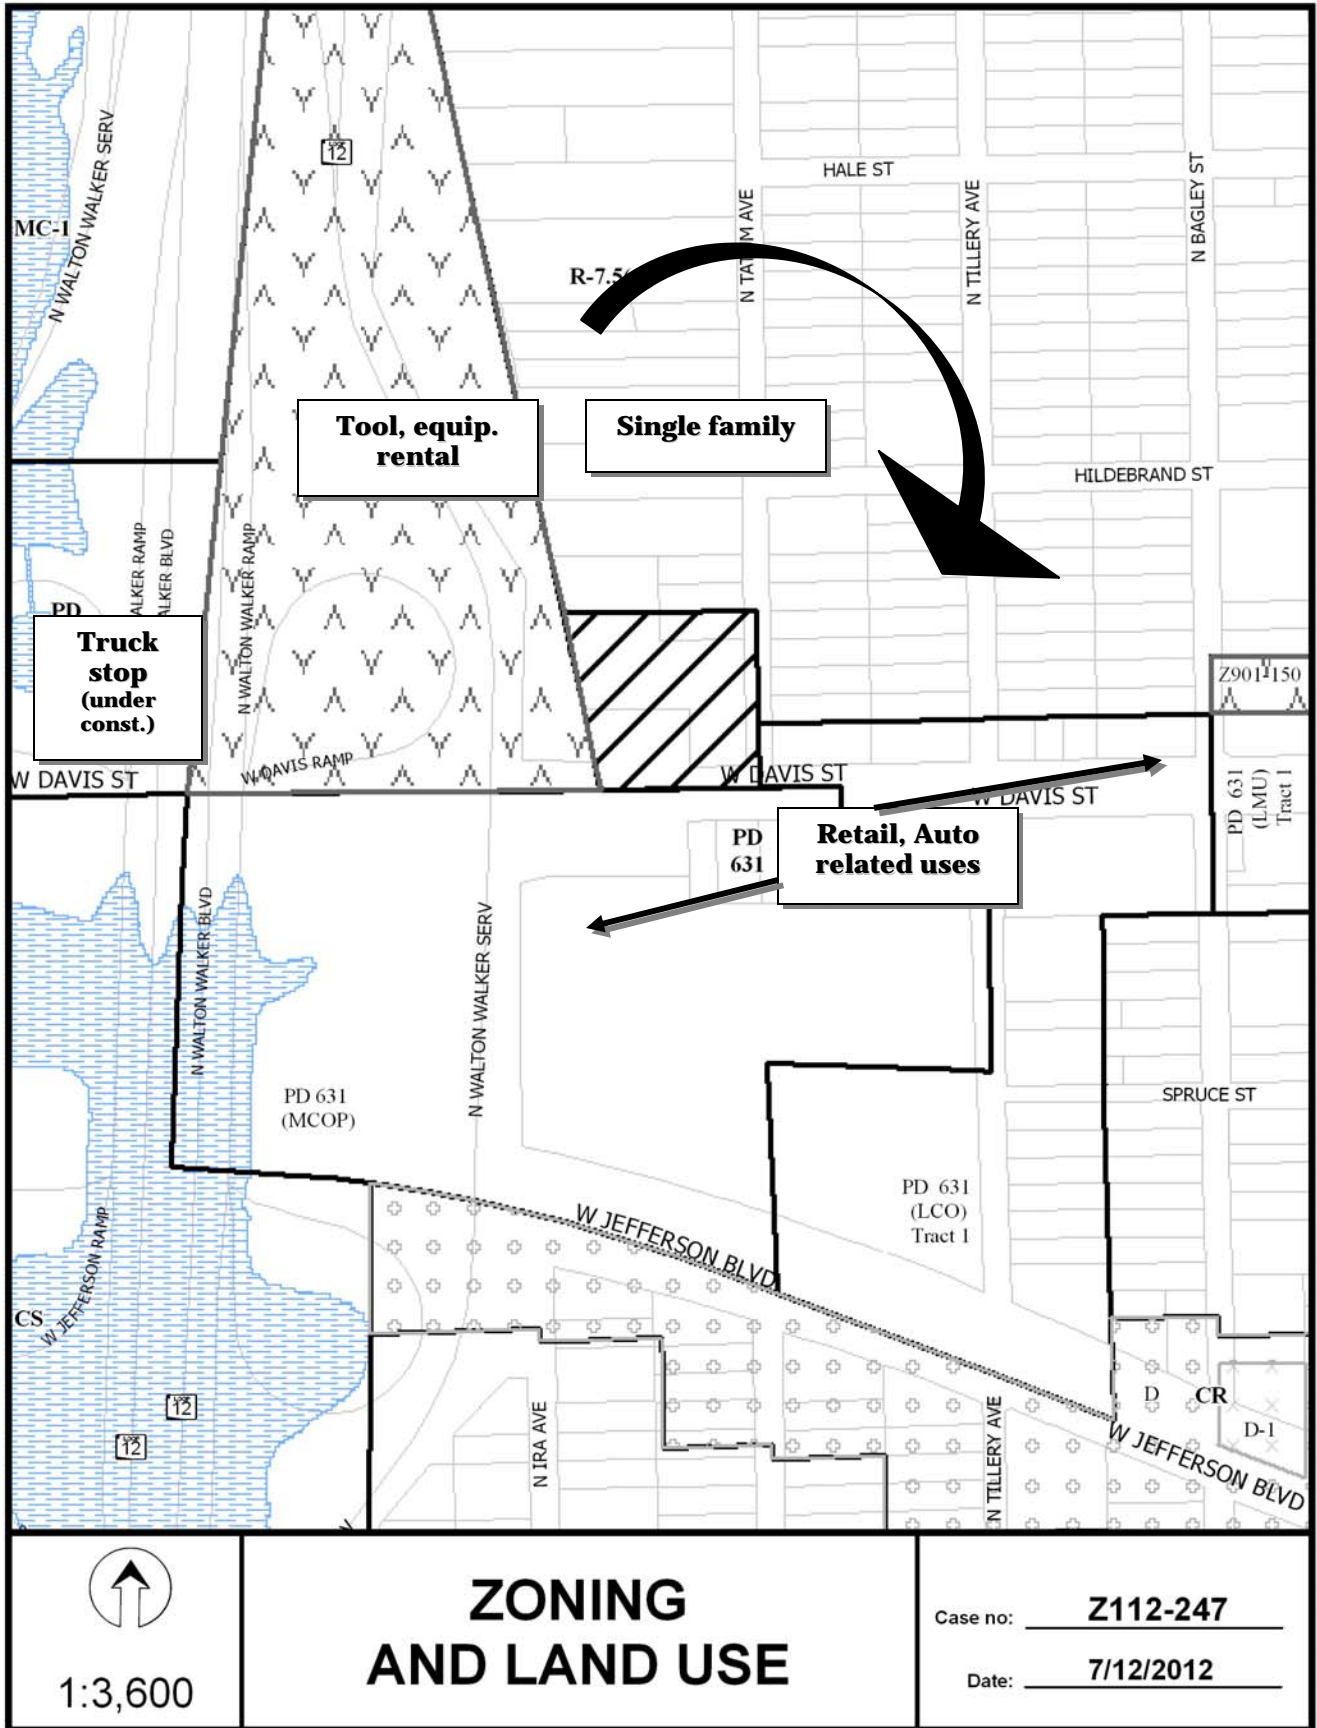 N WALTON WALKER SERV
LOOP
12
HALE ST
N TILLERY AVE
N BAGLEY ST
MC-1
R-7.5(
Tool, equip.
rental
Single family
HILDEBRAND ST
ALKER RAMP
ALKER BLVD
N WALTON WALKER RAMP
PD
Truck
stop
(under
const.)
Z901-150
W DAVIS ST
W DAVIS RAMP
W DAVIS ST
W DAVIS ST
PD 631
(LMU)
Tract 1
PD
631
Retail, Auto
related uses
N WALTON WALKER BLVD
N WALTON WALKER SERV
PD 631
(MCOP)
SPRUCE ST
PD 631
(LCO)
Tract 1
W JEFFERSON BLVD
W JEFFERSON RAMP
CS
LOOP
12
LOOP
12
N IRA AVE
N TILLERY AVE
D
CR
D-1
W JEFFERSON BLVD
1:3,600
ZONING
AND LAND USE
Case no: Z112-247
Date: 7/12/2012